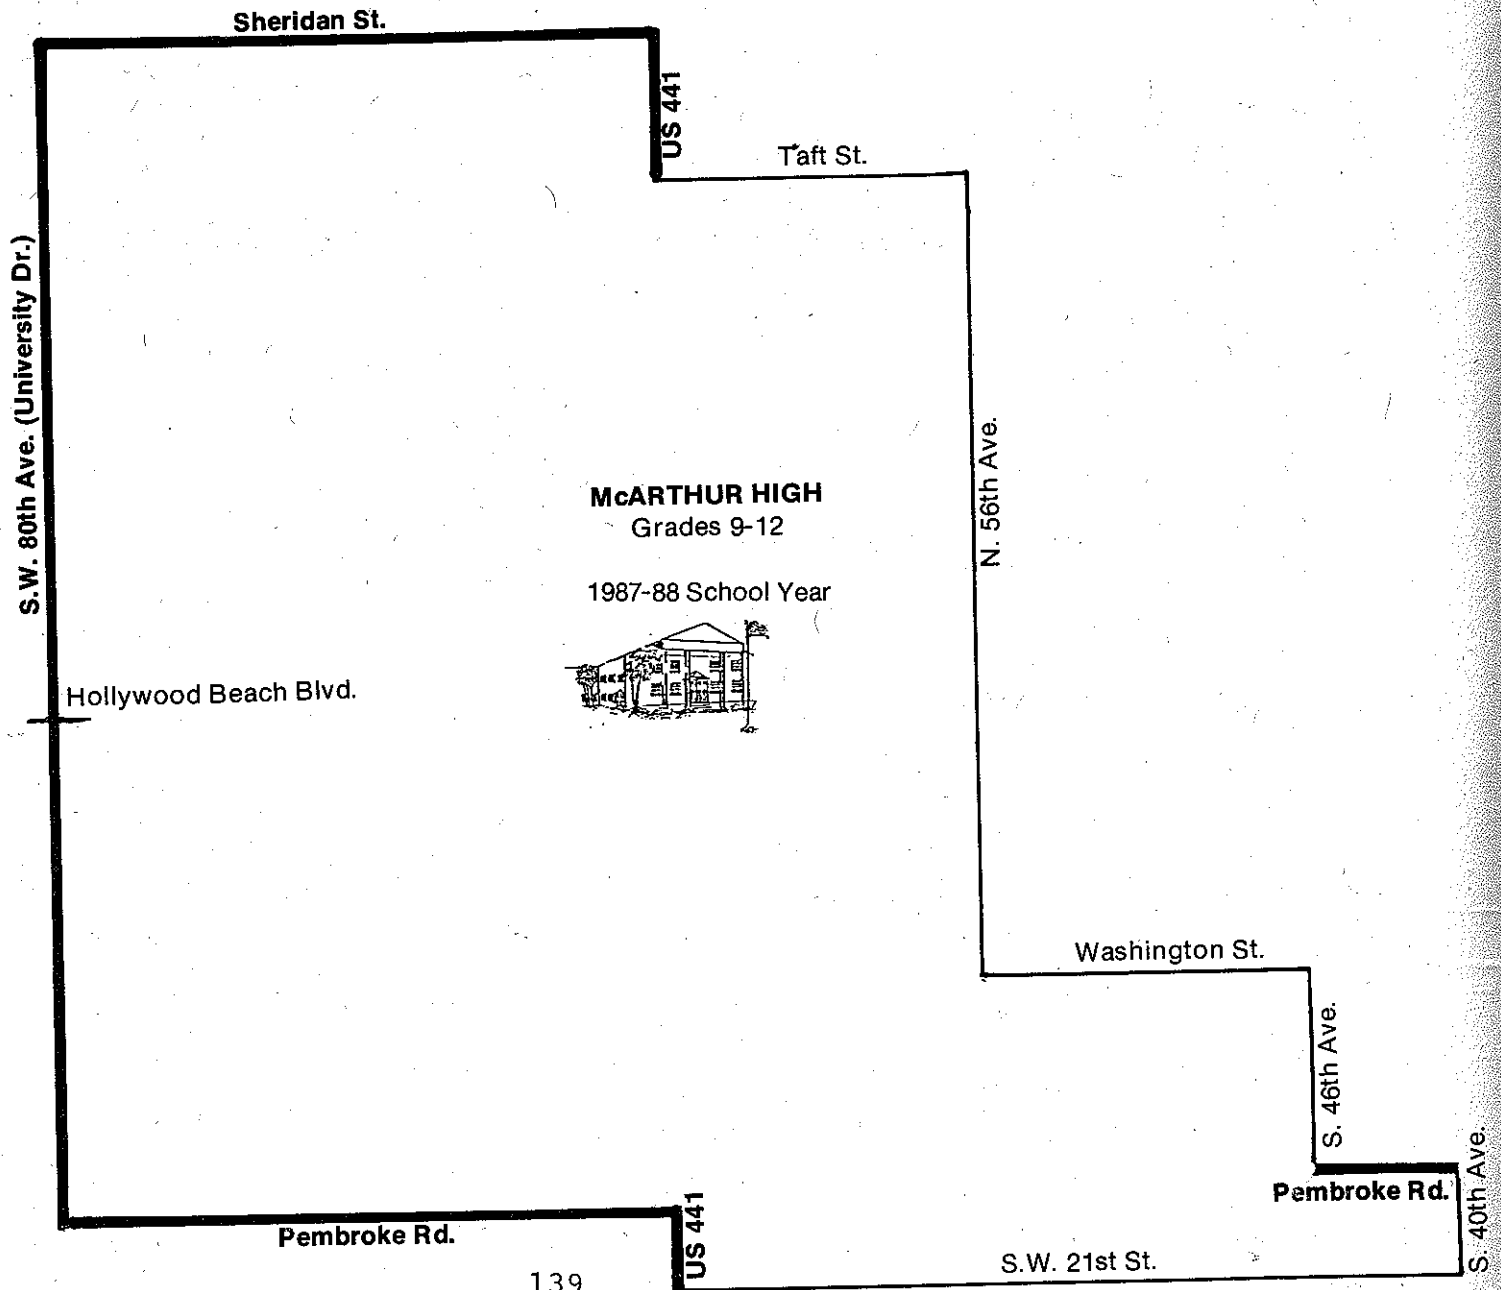 Sheridan St.
US 441
Taft St.
S.W. 80th Ave. (University Dr.)
N. 56th Ave.
McARTHUR HIGH
Grades 9-12
1987-88 School Year
Hollywood Beach Blvd.
Washington St.
S. 46th Ave.
Pembroke Rd.
S. 40th Ave.
Pembroke Rd.
US 441
S.W. 21st St.
139